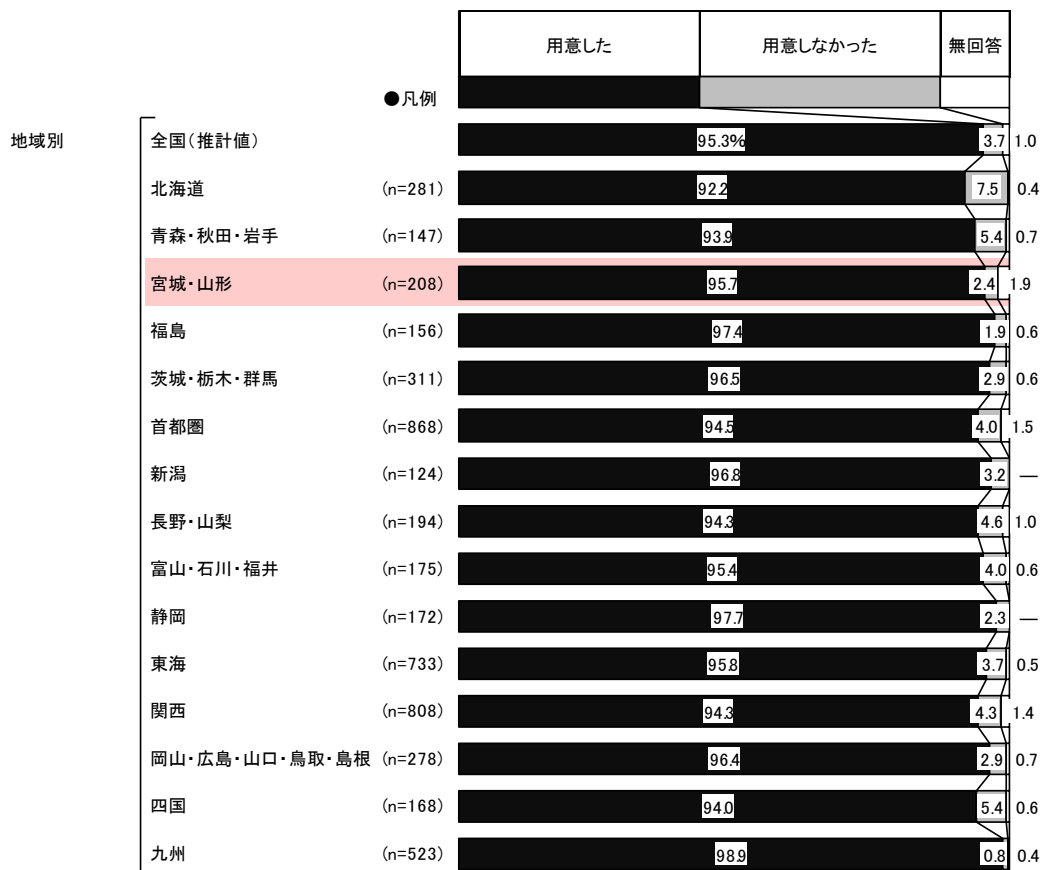 用意した 用意しなかった 無回答
●凡例
地域別 全国(推計値) 95.3% 3.7 1.0
北海道 (n=281) 92.2 7.5 0.4
青森・秋田・岩手 (n=147) 93.9 5.4 0.7
宮城・山形 (n=208) 95.7 2.4 1.9
福島 (n=156) 97.4 1.9 0.6
茨城・栃木・群馬 (n=311) 96.5 2.9 0.6
首都圏 (n=868) 94.5 4.0 1.5
新潟 (n=124) 96.8 3.2 —
長野・山梨 (n=194) 94.3 4.6 1.0
富山・石川・福井 (n=175) 95.4 4.0 0.6
静岡 (n=172) 97.7 2.3 —
東海 (n=733) 95.8 3.7 0.5
関西 (n=808) 94.3 4.3 1.4
岡山・広島・山口・鳥取・島根 (n=278) 96.4 2.9 0.7
四国 (n=168) 94.0 5.4 0.6
九州 (n=523) 98.9 0.8 0.4